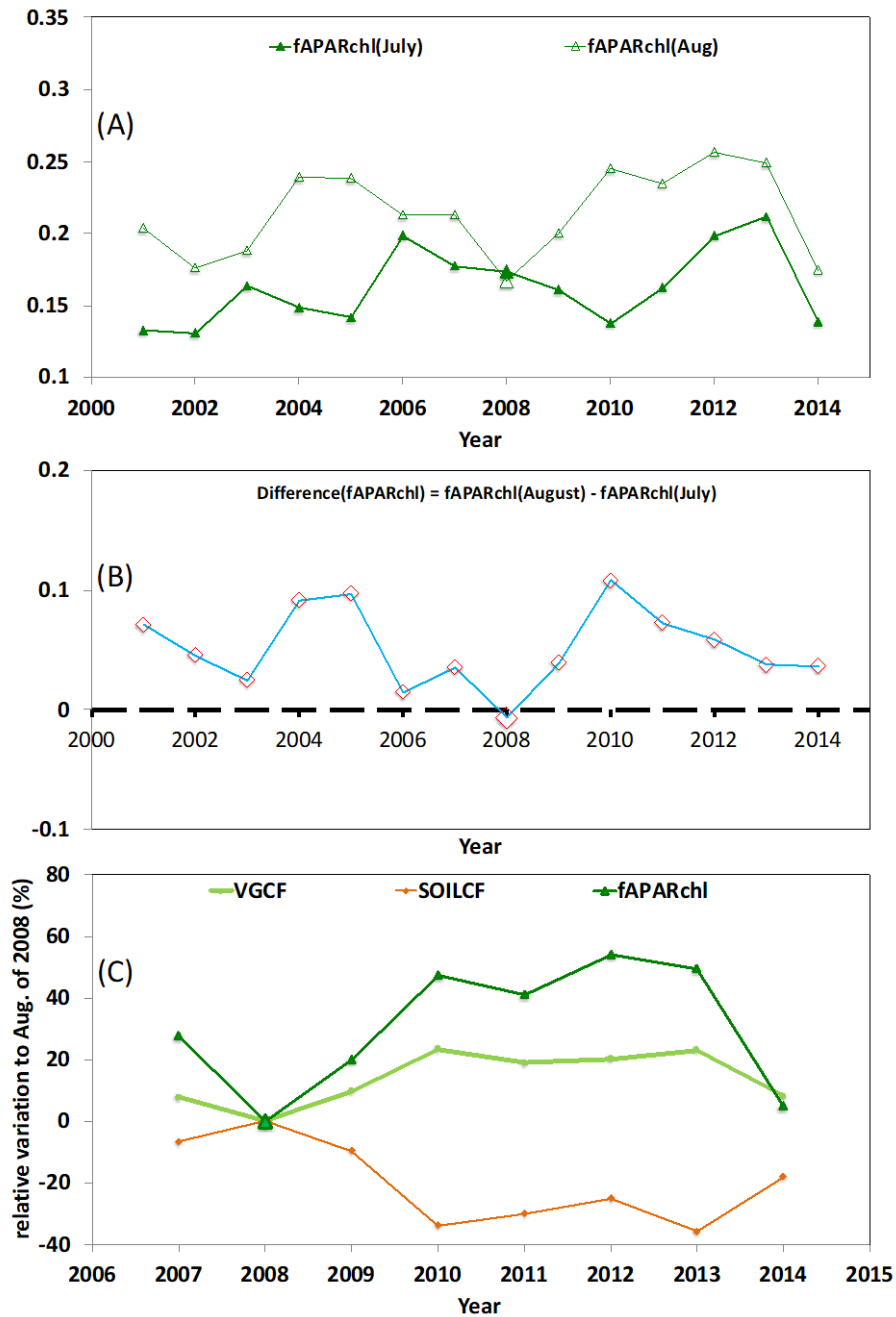 0.35
fAPARchl(July) fAPARchl(Aug)
0.3
(A)
0.25
0.2
0.15
0.1
2000 2002 2004 2006 2008 2010 2012 2014
Year
0.2
Difference(fAPARchl) = fAPARchl(August) - fAPARchl(July)
(B)
0.1
0
2000 2002 2004 2006 2008 2010 2012 2014
-0.1
Year
relative variation to Aug. of 2008 (%)
80
VGCF SOILCF fAPARchl
60
(C)
40
20
0
-20
-40
2006 2007 2008 2009 2010 2011 2012 2013 2014 2015
Year